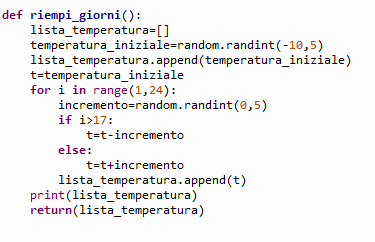 def riempi_giorni():
    lista_temperatura=[]
    temperatura_iniziale=random.randint(-10,5)
    lista_temperatura.append(temperatura_iniziale)
    t=temperatura_iniziale
    for i in range(1,24):
        incremento=random.randint(0,5)
        if i>17:
            t=t-incremento
        else:
            t=t+incremento
        lista_temperatura.append(t)
    print(lista_temperatura)
    return(lista_temperatura)